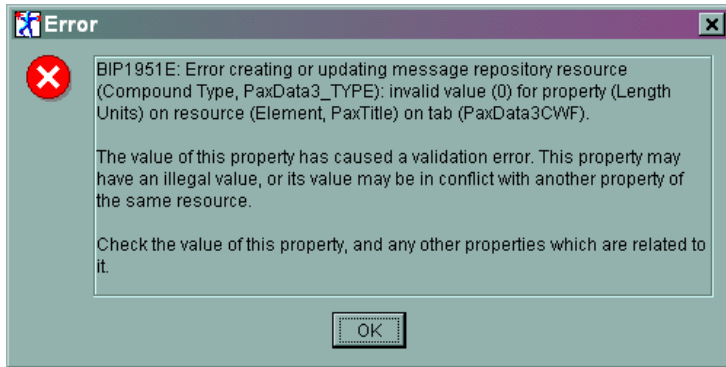 Error
BIP1951E: Error creating or updating message repository resource
(Compound Type, PaxData3_TYPE): invalid value (0) for property (Length
Units) on resource (Element, PaxTitle) on tab (PaxData3CWF).
The value of this property has caused a validation error. This property may
have an illegal value, or its value may be in conflict with another property of
the same resource.
Check the value of this property, and any other properties which are related to
it.
OK